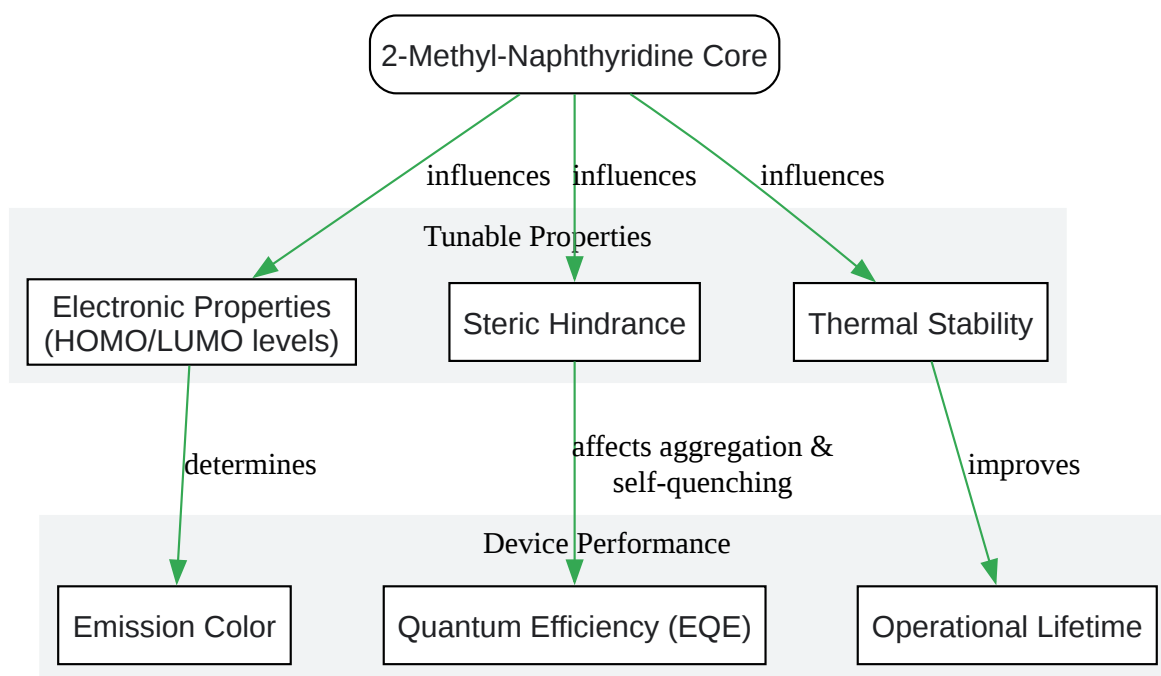 2-Methyl-Naphthyridine Core
influences
influences
influences
Tunable Properties
Electronic Properties
(HOMO/LUMO levels)
Steric Hindrance
Thermal Stability
determines
affects aggregation &
self-quenching
improves
Device Performance
Emission Color
Quantum Efficiency (EQE)
Operational Lifetime